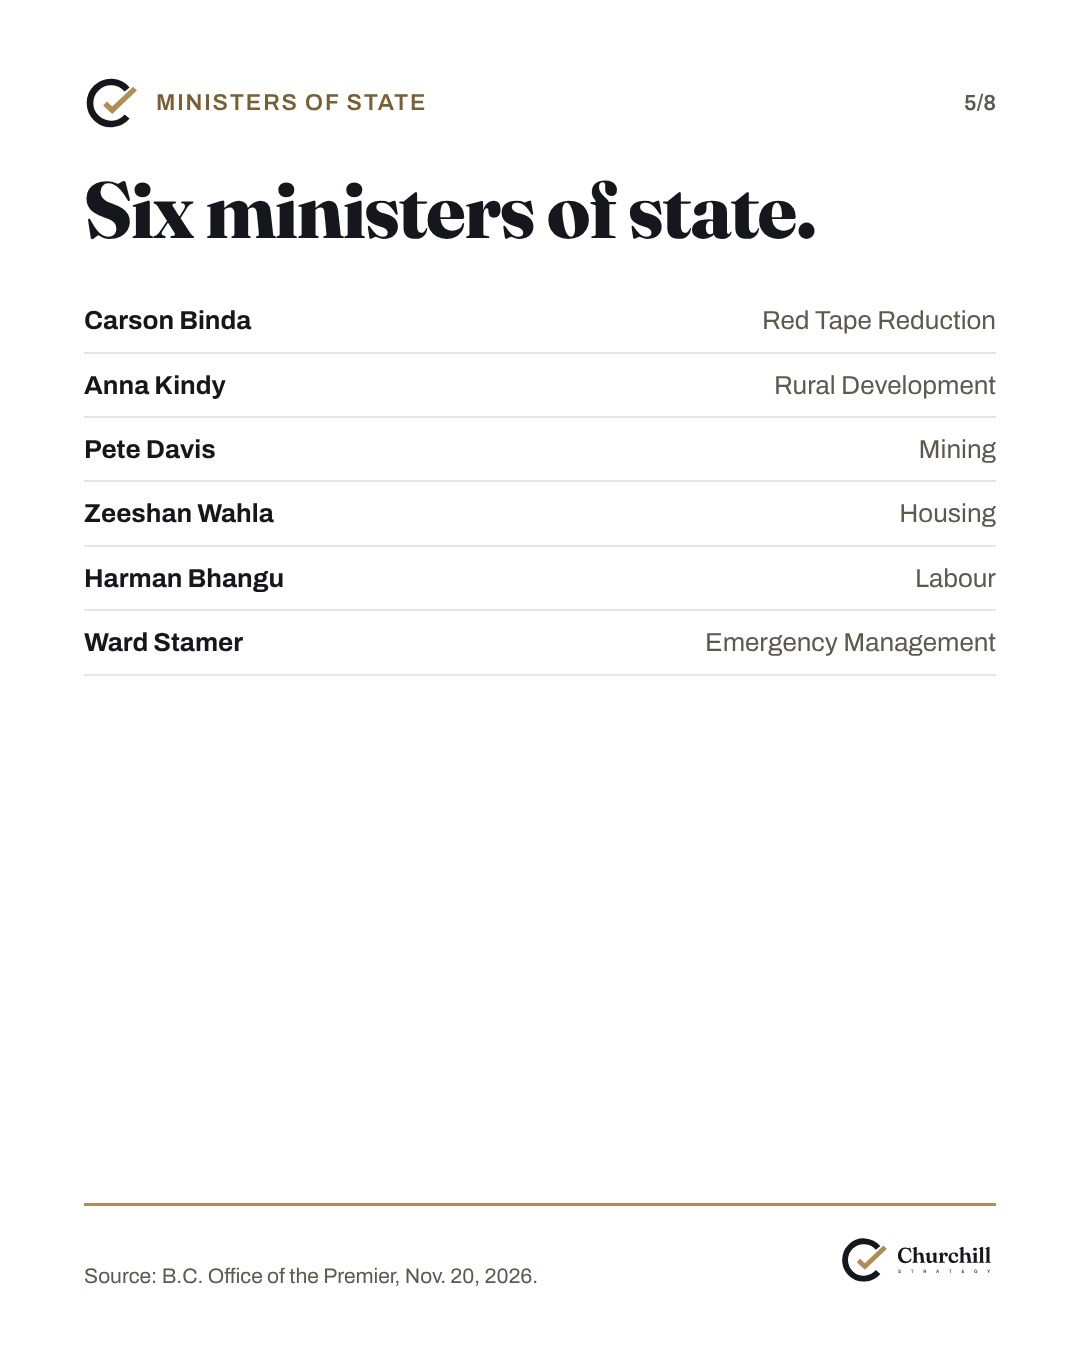 MINISTERS OF STATE 5/8
Six ministers of state.
Carson Binda Red Tape Reduction
Anna Kindy Rural Development
Pete Davis Mining
Zeeshan Wahla Housing
Harman Bhangu Labour
Ward Stamer Emergency Management
Churchill
STRATEGY
Source: B.C. Office of the Premier, Nov. 20, 2026.